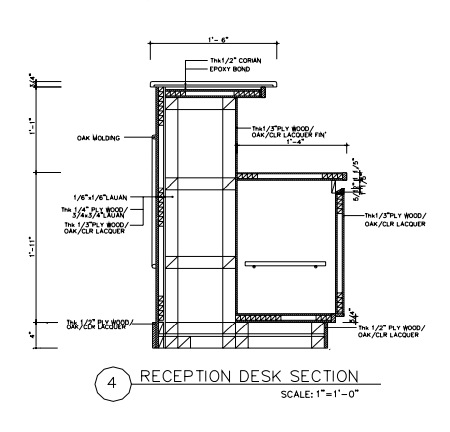 1'- 6"
Thk1/2" CORIAN
EPOXY BOND
3/4"
1'-1"
OAK MOLDING
Thk1/3"PLY WOOD/
OAK/CLR LACQUER FIN'
1'-4"
1/5"
1 1/5"
5/12"
1/6"x1/6"LAUAN
Thk 1/4" PLY WOOD/
3/4x3/4"LAUAN
Thk 1/3"PLY WOOD/
OAK/CLR LACQUER
Thk1/3"PLY WOOD/
OAK/CLR LACQUER
1'-11"
3/4"
Thk 1/2" PLY WOOD/
OAK/CLR LACQUER
Thk 1/2" PLY WOOD/
OAK/CLR LACQUER
4"
4 RECEPTION DESK SECTION
SCALE: 1"=1'-0"